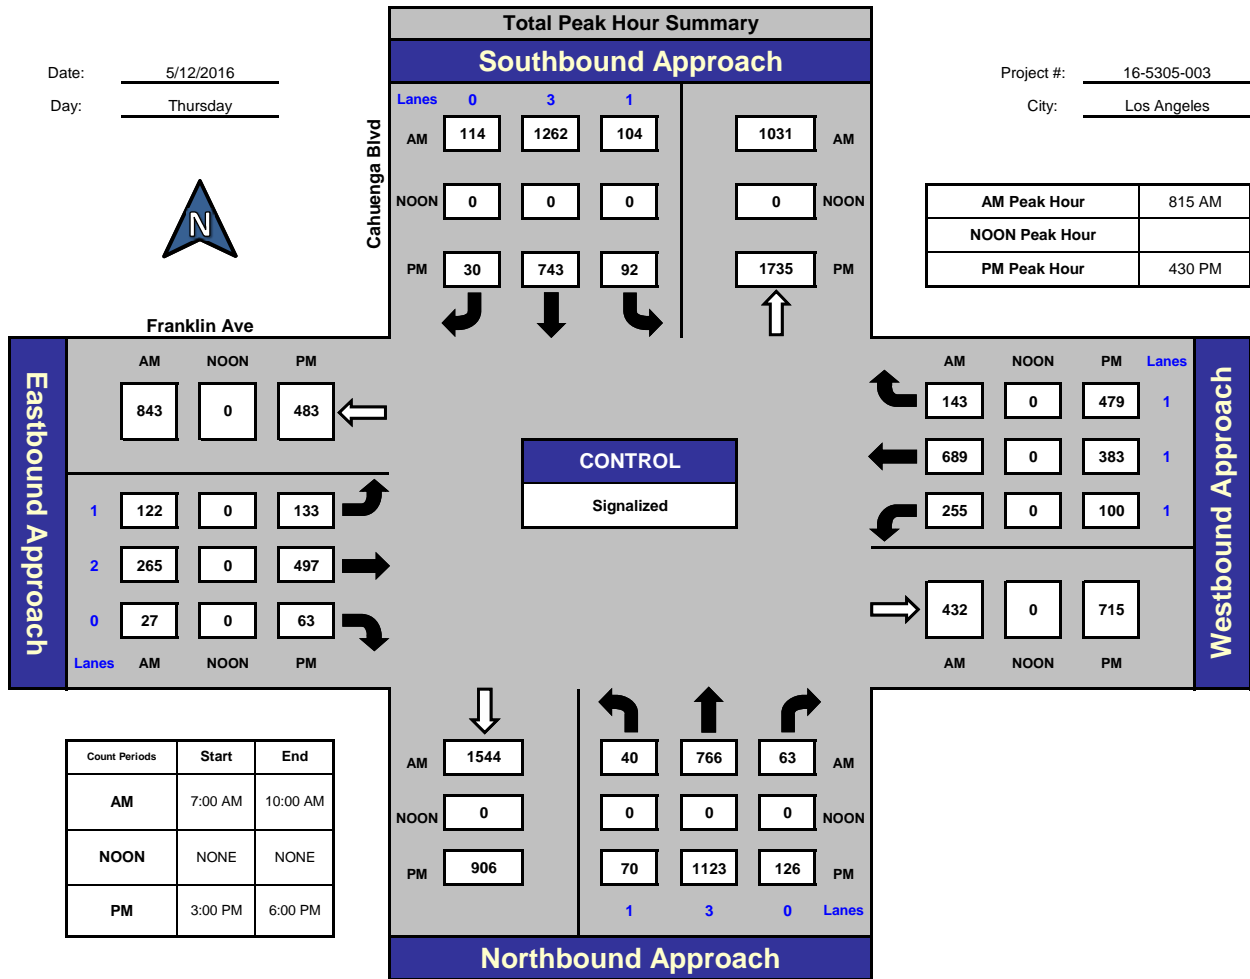 Total Peak Hour Summary
Southbound Approach
Date: 5/12/2016
Day: Thursday
Project #: 16-5305-003
City: Los Angeles
N
Cahuenga Blvd
Lanes 0 3 1
AM 114 1262 104 1031 AM
NOON 0 0 0 0 NOON
PM 30 743 92 1735 PM
AM Peak Hour 815 AM
NOON Peak Hour
PM Peak Hour 430 PM
Franklin Ave
Eastbound Approach
AM NOON PM
843 0 483
1 122 0 133
2 265 0 497
0 27 0 63
Lanes AM NOON PM
CONTROL
Signalized
AM NOON PM Lanes
143 0 479 1
689 0 383 1
255 0 100 1
432 0 715
AM NOON PM
Westbound Approach
Count Periods Start End
AM 7:00 AM 10:00 AM
NOON NONE NONE
PM 3:00 PM 6:00 PM
AM 1544 40 766 63 AM
NOON 0 0 0 0 NOON
PM 906 70 1123 126 PM
1 3 0 Lanes
Northbound Approach